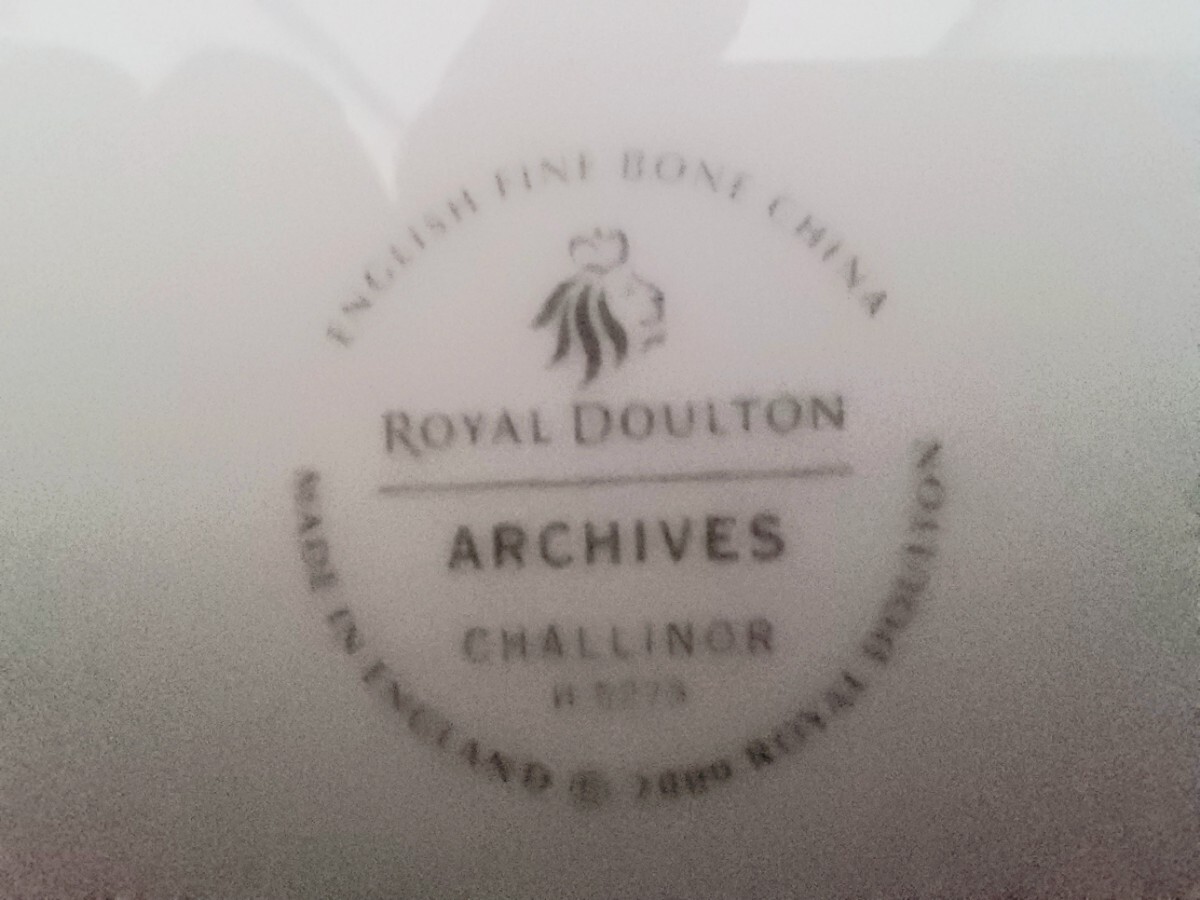 ENGLISH FINE BONE CHINA
ROYAL DOULTON
ARCHIVES
CHALLINOR
MADE IN ENGLAND © ROYAL DOULTON